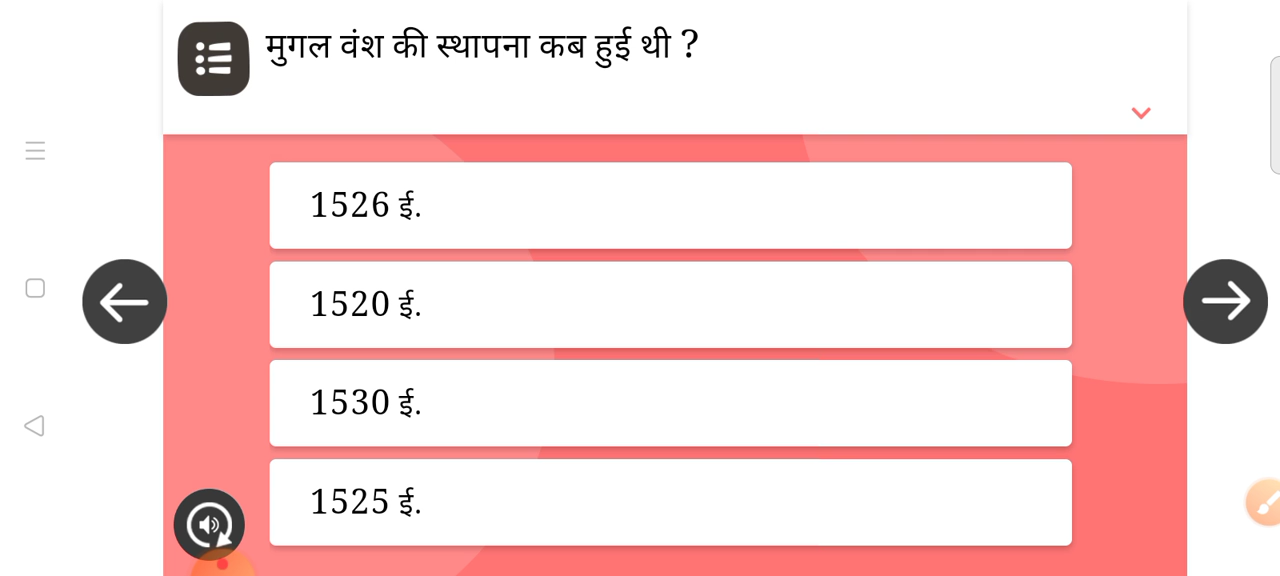 मुगल वंश की स्थापना कब हुई थी ?
1526 ई.
1520 ई.
1530 ई.
1525 ई.